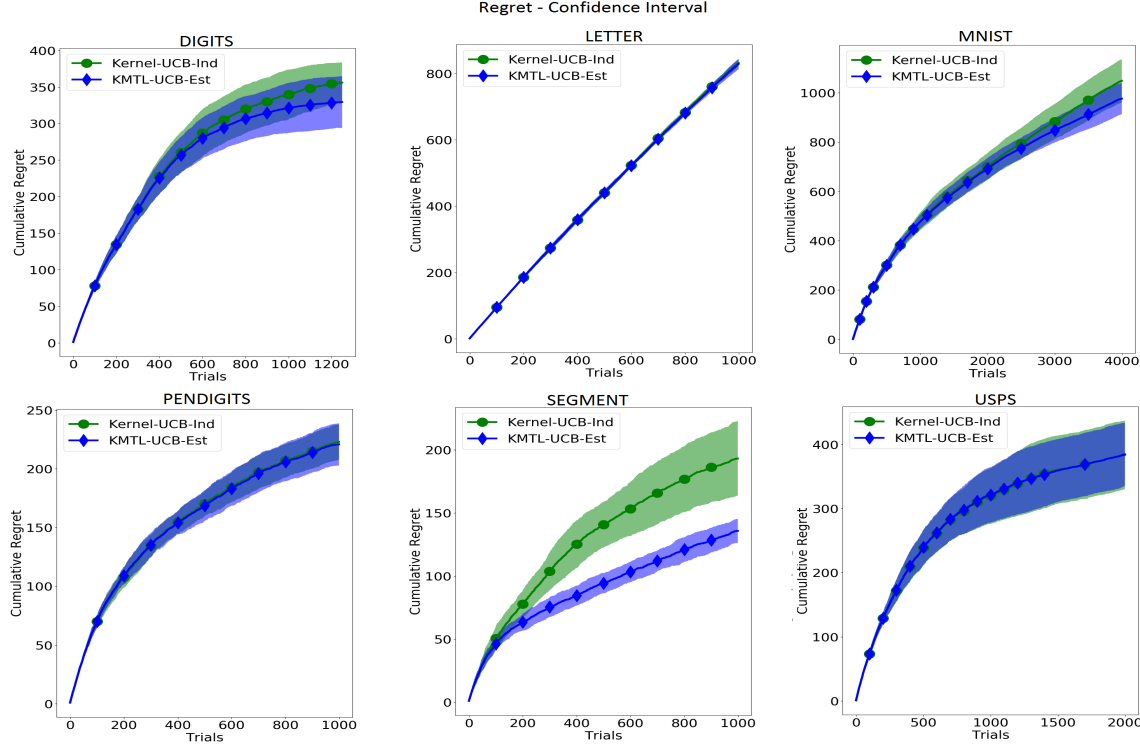 Regret - Confidence Interval
DIGITS
Kernel-UCB-Ind
KMTL-UCB-Est
Cumulative Regret
400
350
300
250
200
150
100
50
0
0 200 400 600 800 1000 1200
Trials
LETTER
Kernel-UCB-Ind
KMTL-UCB-Est
Cumulative Regret
800
600
400
200
0
0 200 400 600 800 1000
Trials
MNIST
Kernel-UCB-Ind
KMTL-UCB-Est
Cumulative Regret
1000
800
600
400
200
0
0 1000 2000 3000 4000
Trials
PENDIGITS
Kernel-UCB-Ind
KMTL-UCB-Est
Cumulative Regret
250
200
150
100
50
0
0 200 400 600 800 1000
Trials
SEGMENT
Kernel-UCB-Ind
KMTL-UCB-Est
Cumulative Regret
200
150
100
50
0
0 200 400 600 800 1000
Trials
USPS
Kernel-UCB-Ind
KMTL-UCB-Est
Cumulative Regret
400
300
200
100
0
0 500 1000 1500 2000
Trials